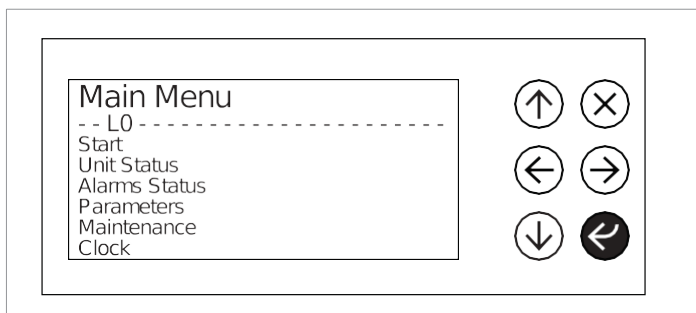 Main Menu
- - L0 - - - - - - - - - - - - - - - - - - - - - - -
Start
Unit Status
Alarms Status
Parameters
Maintenance
Clock